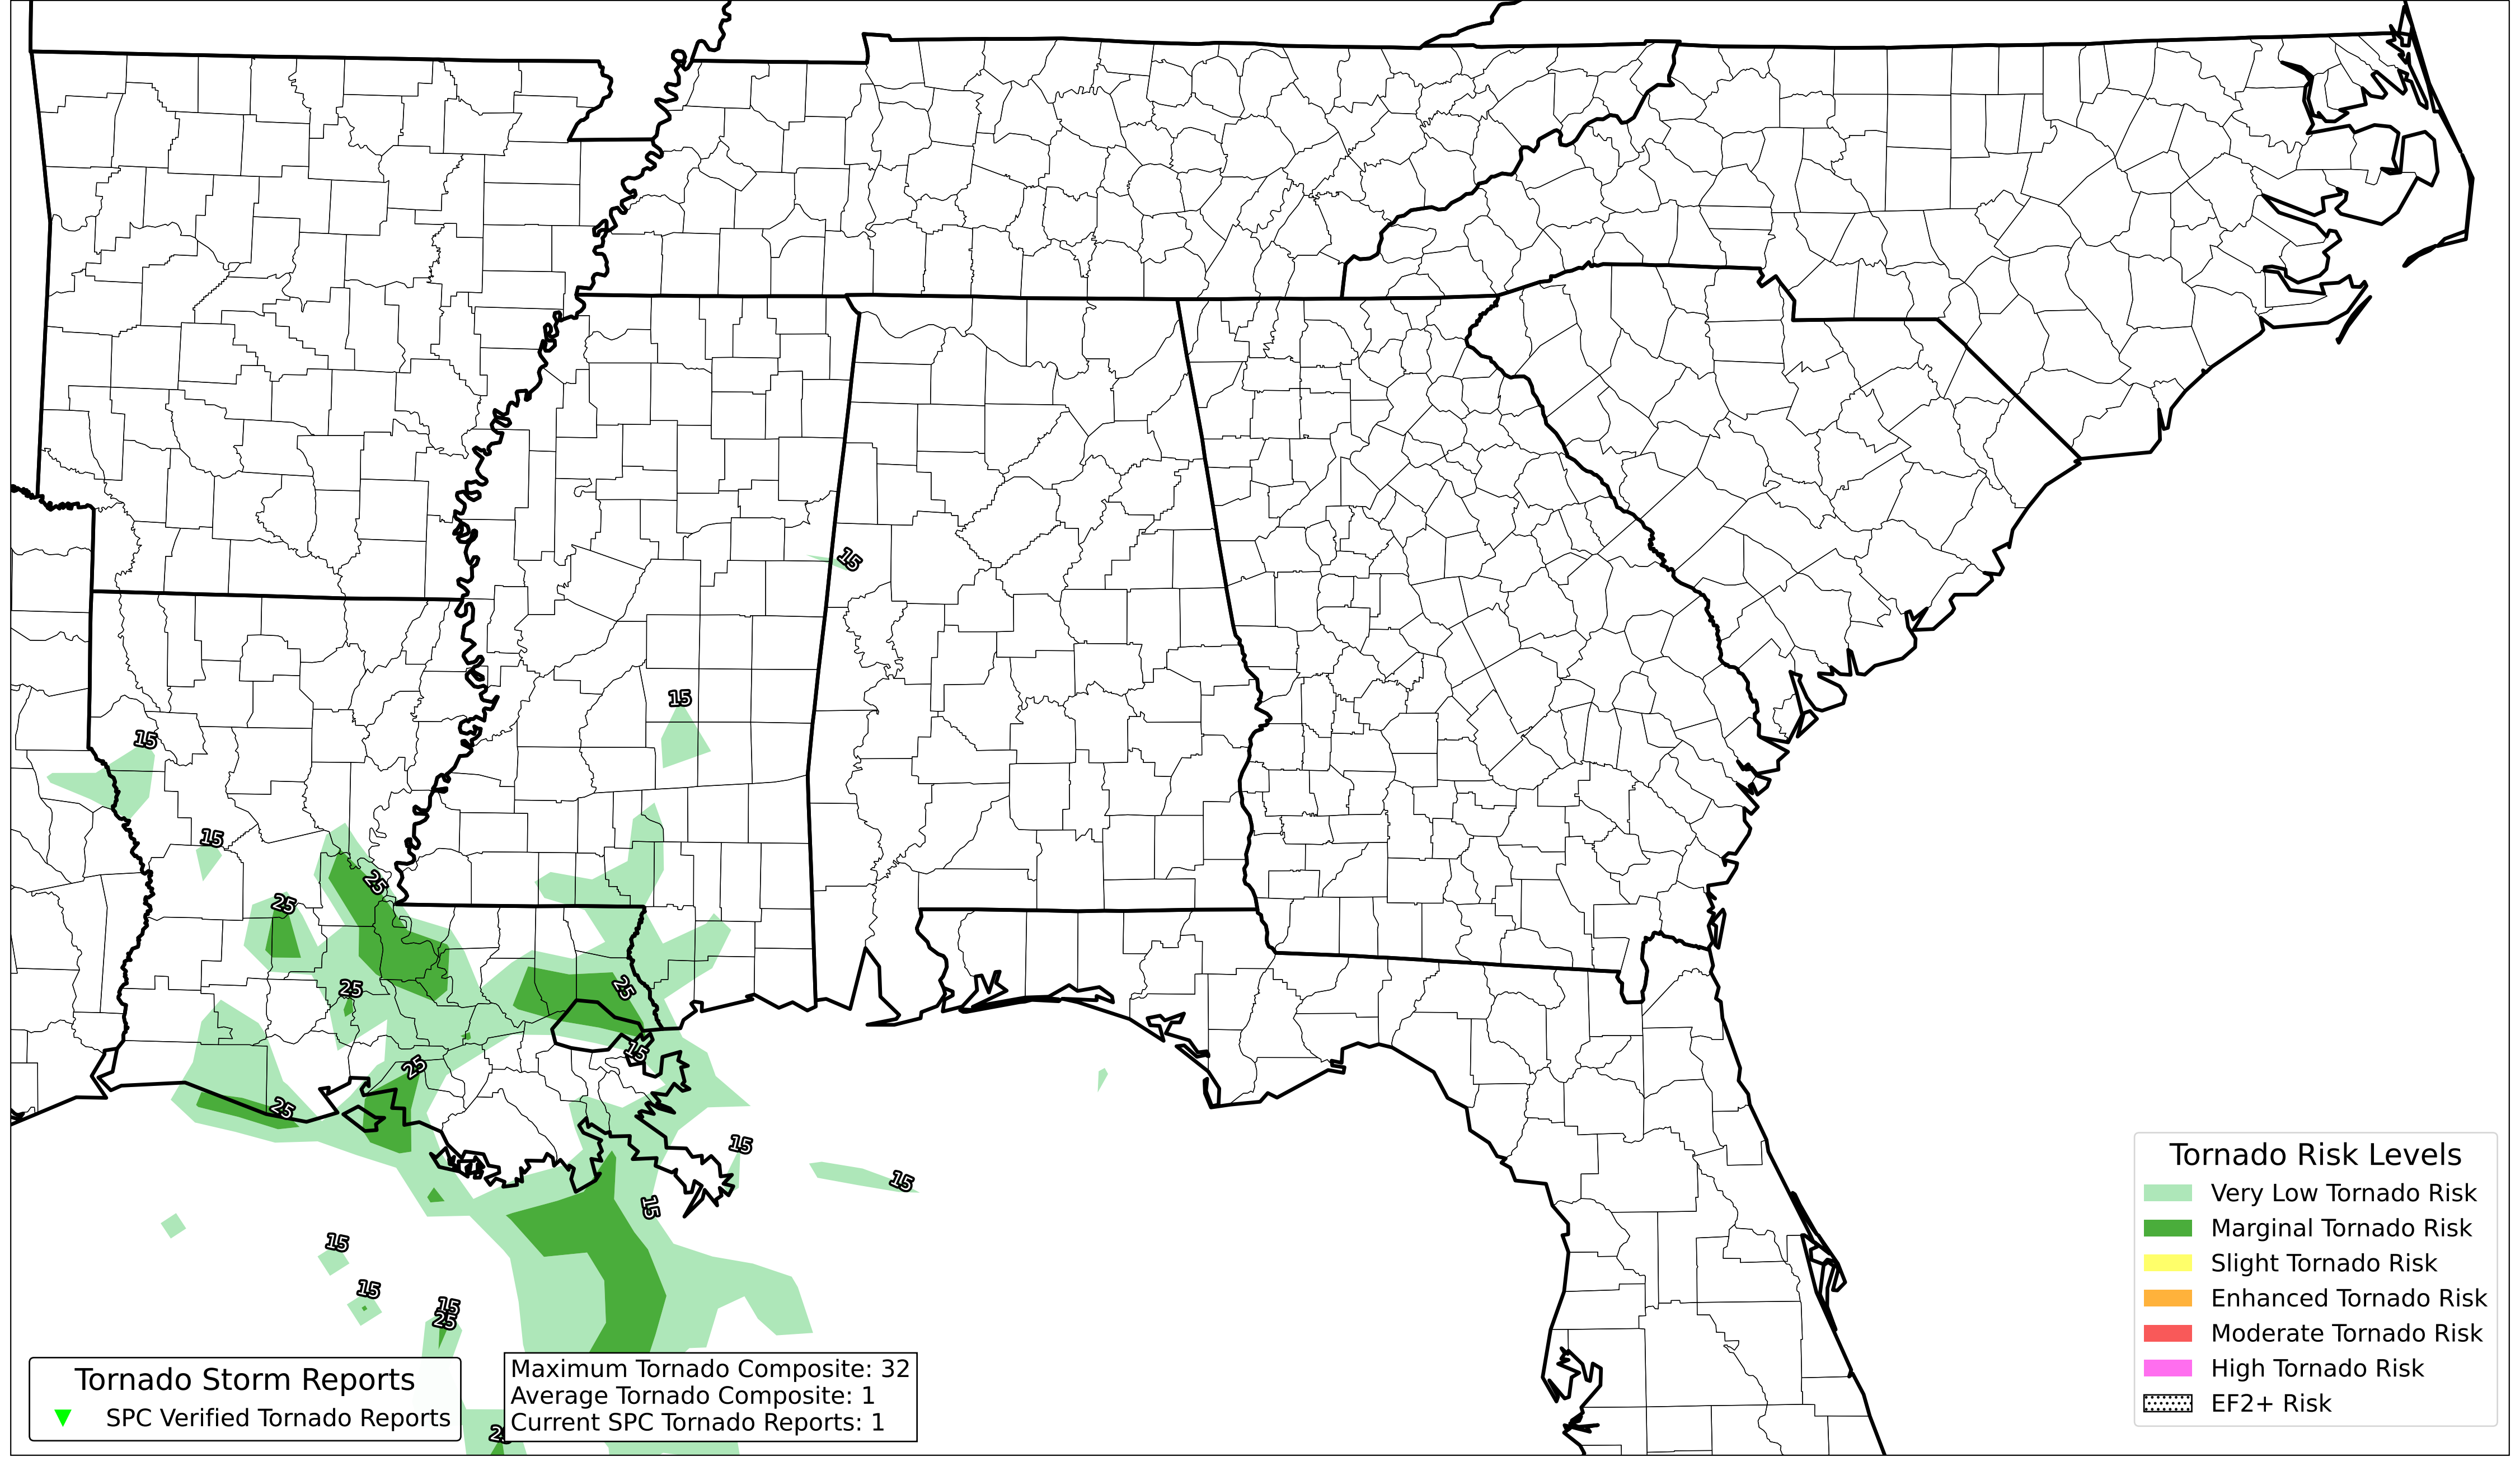 15
15
15
15
25
25
25
25
15
25
25
15
15
15
15
15
15
25
Tornado Storm Reports
SPC Verified Tornado Reports
Maximum Tornado Composite: 32
Average Tornado Composite: 1
Current SPC Tornado Reports: 1
Tornado Risk Levels
Very Low Tornado Risk
Marginal Tornado Risk
Slight Tornado Risk
Enhanced Tornado Risk
Moderate Tornado Risk
High Tornado Risk
EF2+ Risk